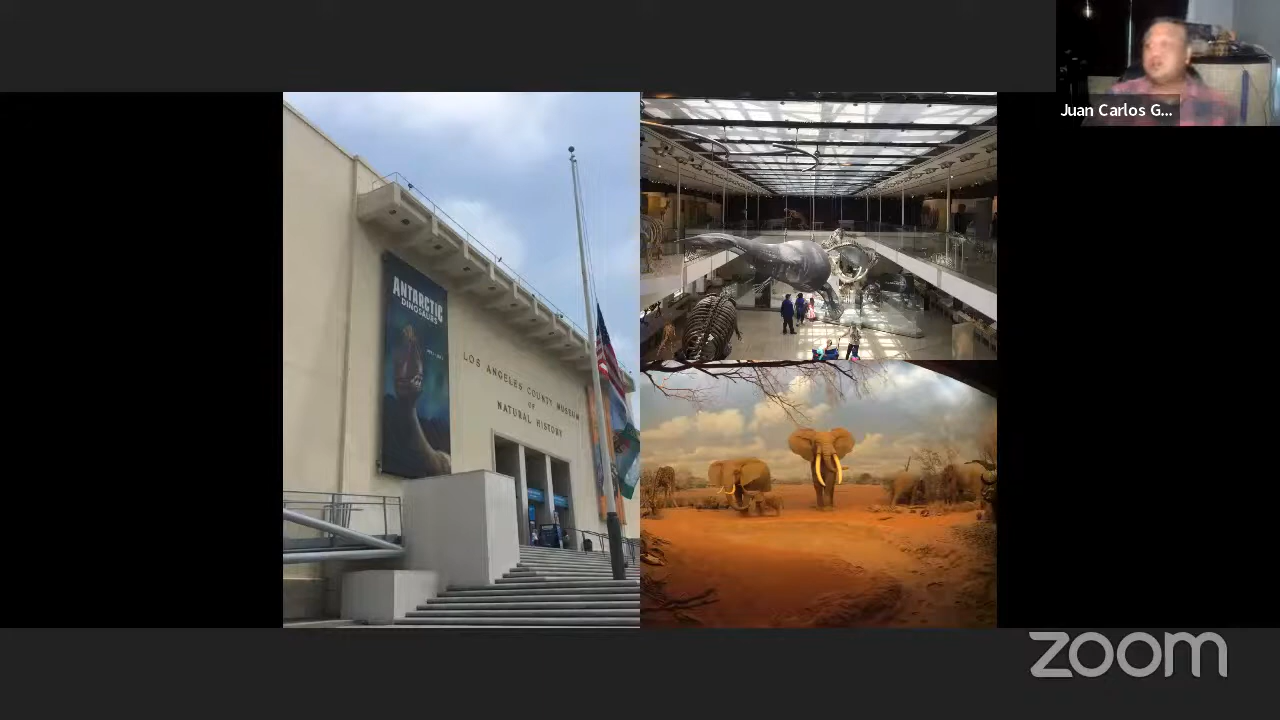 Juan Carlos G...
ANTARCTIC
DINOSAURS
LOS ANGELES COUNTY MUSEUM
OF
NATURAL HISTORY
zoom